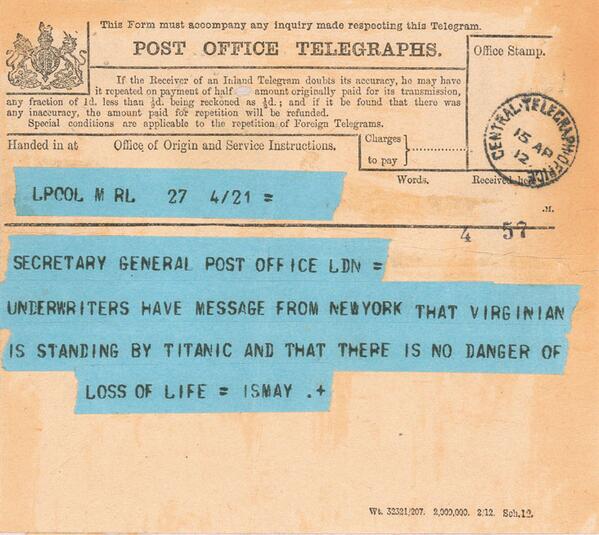 This Form must accompany any inquiry made respecting this Telegram.
POST OFFICE TELEGRAPHS.
If the Receiver of an Inland Telegram doubts its accuracy, he may have
it repeated on payment of half amount originally paid for its transmission,
any fraction of 1d. less than ½d. being reckoned as ½d.; and if it be found that there was
any inaccuracy, the amount paid for repetition will be refunded.
Special conditions are applicable to the repetition of Foreign Telegrams.
Office Stamp.
CENTRAL·TELEGRAPH·OFFICE
15 AP
12
Handed in at Office of Origin and Service Instructions.
Charges
to pay
Words.
Received
.M.
LPOOL M RL 27 4/21 =
4 57
SECRETARY GENERAL POST OFFICE LDN =
UNDERWRITERS HAVE MESSAGE FROM NEWYORK THAT VIRGINIAN
IS STANDING BY TITANIC AND THAT THERE IS NO DANGER OF
LOSS OF LIFE = ISMAY .+
Wt. 32321/207. 2,000,000. 2/12. Sch.12.